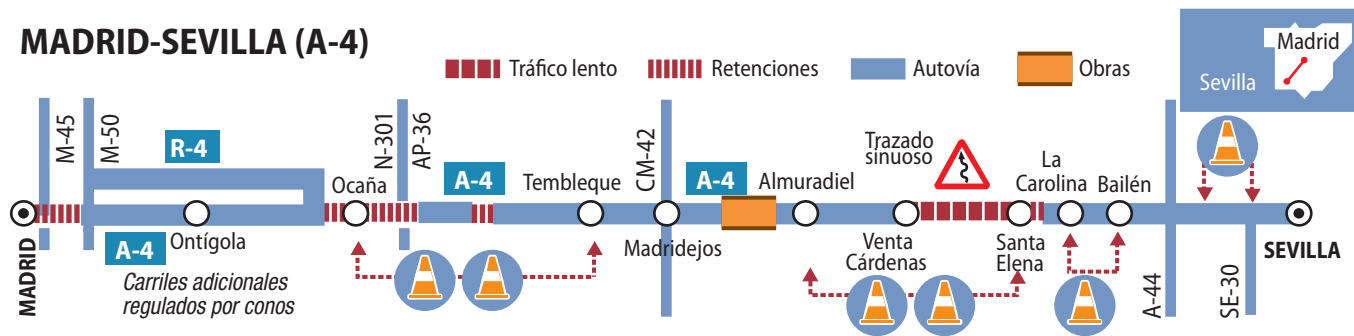 MADRID-SEVILLA (A-4)
Tráfico lento
Retenciones
Autovía
Obras
Madrid
Sevilla
M-45
M-50
R-4
N-301
AP-36
Ocaña
A-4
Tembleque
CM-42
A-4
Almuradiel
Trazado
sinuoso
La
Carolina
Bailén
MADRID
A-4
Ontígola
Carriles adicionales
regulados por conos
Madridejos
Venta
Cárdenas
Santa
Elena
A-44
SE-30
SEVILLA